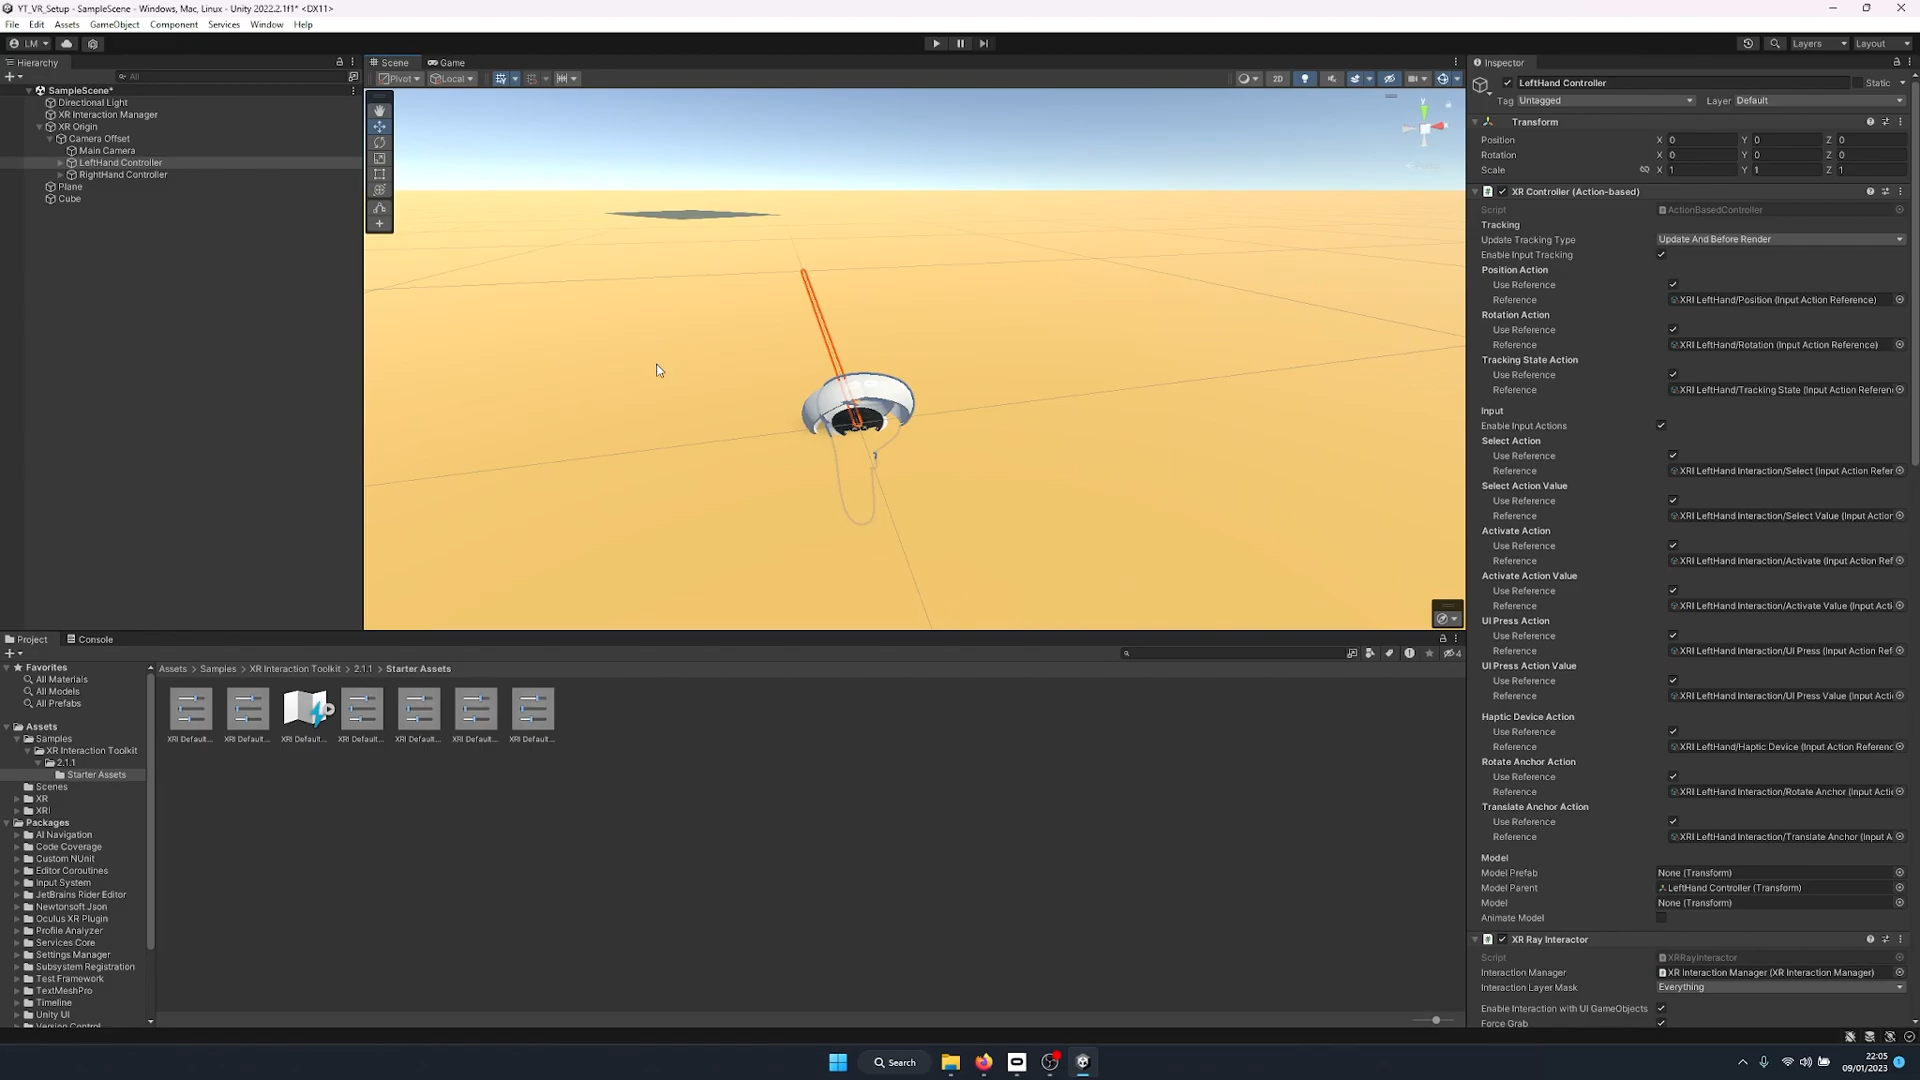 YT_VR_Setup - SampleScene - Windows, Mac, Linux - Unity 2022.2.1f1* <DX11>
File Edit Assets GameObject Component Services Window Help
LM Layers Layout
Hierarchy
All
SampleScene*
Directional Light
XR Interaction Manager
XR Origin
Camera Offset
Main Camera
LeftHand Controller
RightHand Controller
Plane
Cube
Scene Game
Pivot Local 2D
y
Inspector
LeftHand Controller Static
Tag Untagged Layer Default
Transform
Position X 0 Y 0 Z 0
Rotation X 0 Y 0 Z 0
Scale X 1 Y 1 Z 1
XR Controller (Action-based)
Script ActionBasedController
Tracking
Update Tracking Type Update And Before Render
Enable Input Tracking
Position Action
Use Reference
Reference XRI LeftHand/Position (Input Action Reference)
Rotation Action
Use Reference
Reference XRI LeftHand/Rotation (Input Action Reference)
Tracking State Action
Use Reference
Reference XRI LeftHand/Tracking State (Input Action Referen
Input
Enable Input Actions
Select Action
Use Reference
Reference XRI LeftHand Interaction/Select (Input Action Refer
Select Action Value
Use Reference
Reference XRI LeftHand Interaction/Select Value (Input Action
Activate Action
Use Reference
Reference XRI LeftHand Interaction/Activate (Input Action Ref
Activate Action Value
Use Reference
Reference XRI LeftHand Interaction/Activate Value (Input Acti
UI Press Action
Use Reference
Reference XRI LeftHand Interaction/UI Press (Input Action Ref
UI Press Action Value
Use Reference
Reference XRI LeftHand Interaction/UI Press Value (Input Acti
Haptic Device Action
Use Reference
Reference XRI LeftHand/Haptic Device (Input Action Referenc
Rotate Anchor Action
Use Reference
Reference XRI LeftHand Interaction/Rotate Anchor (Input Acti
Translate Anchor Action
Use Reference
Reference XRI LeftHand Interaction/Translate Anchor (Input A
Model
Model Prefab None (Transform)
Model Parent LeftHand Controller (Transform)
Model None (Transform)
Animate Model
XR Ray Interactor
Script XRRayInteractor
Interaction Manager XR Interaction Manager (XR Interaction Manager)
Interaction Layer Mask Everything
Enable Interaction with UI GameObjects
Force Grab
Project Console
4
Favorites
All Materials
All Models
All Prefabs
Assets
Samples
XR Interaction Toolkit
2.1.1
Starter Assets
Scenes
XR
XRI
Packages
AI Navigation
Code Coverage
Custom NUnit
Editor Coroutines
Input System
JetBrains Rider Editor
Newtonsoft Json
Oculus XR Plugin
Profile Analyzer
Services Core
Settings Manager
Subsystem Registration
Test Framework
TextMeshPro
Timeline
Unity UI
Version Control
Assets > Samples > XR Interaction Toolkit > 2.1.1 > Starter Assets
XRI Default... XRI Default... XRI Default... XRI Default... XRI Default... XRI Default... XRI Default...
Search
22:05
09/01/2023
1